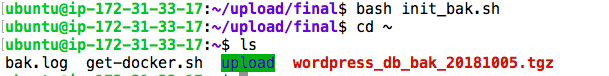 ubuntu@ip-172-31-33-17:~/upload/final$ bash init_bak.sh
ubuntu@ip-172-31-33-17:~/upload/final$ cd ~
ubuntu@ip-172-31-33-17:~$ ls
bak.log  get-docker.sh  upload  wordpress_db_bak_20181005.tgz